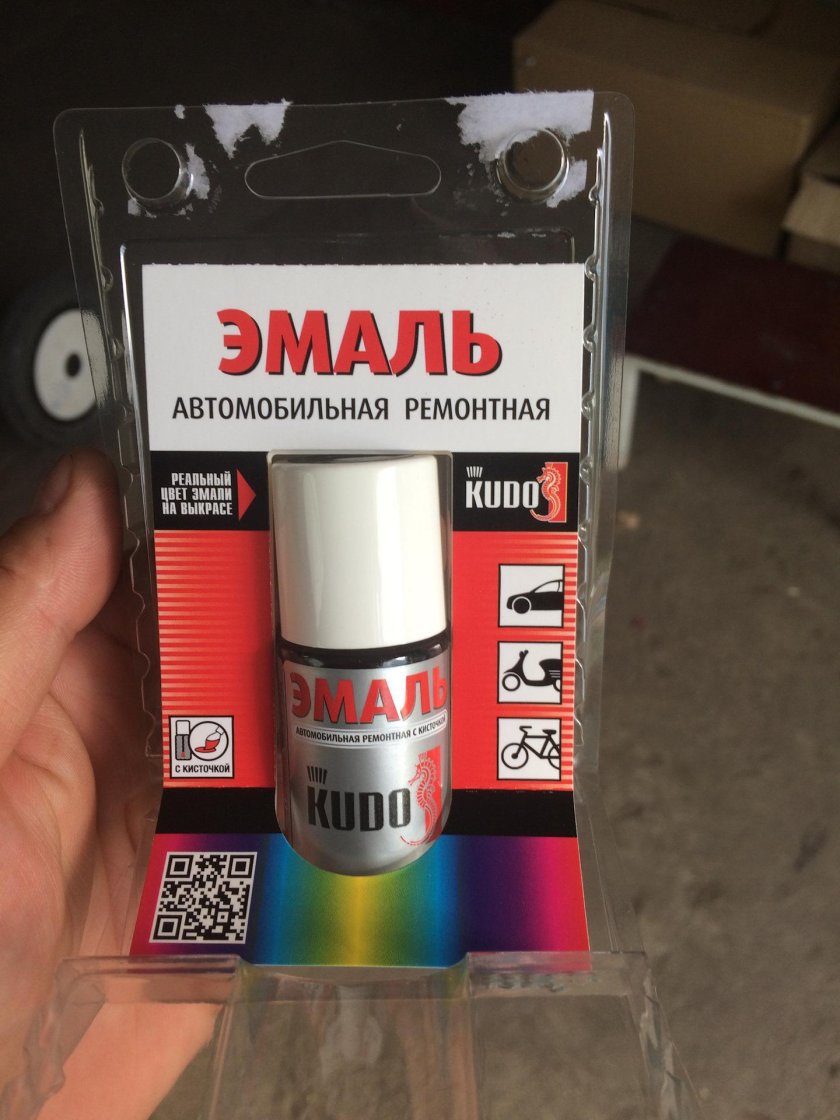 ЭМАЛЬ
АВТОМОБИЛЬНАЯ РЕМОНТНАЯ
РЕАЛЬНЫЙ
ЦВЕТ ЭМАЛИ
НА ВЫКРАСЕ
KUDO
ЭМАЛЬ
АВТОМОБИЛЬНАЯ РЕМОНТНАЯ С КИСТОЧКОЙ
KUDO
С КИСТОЧКОЙ